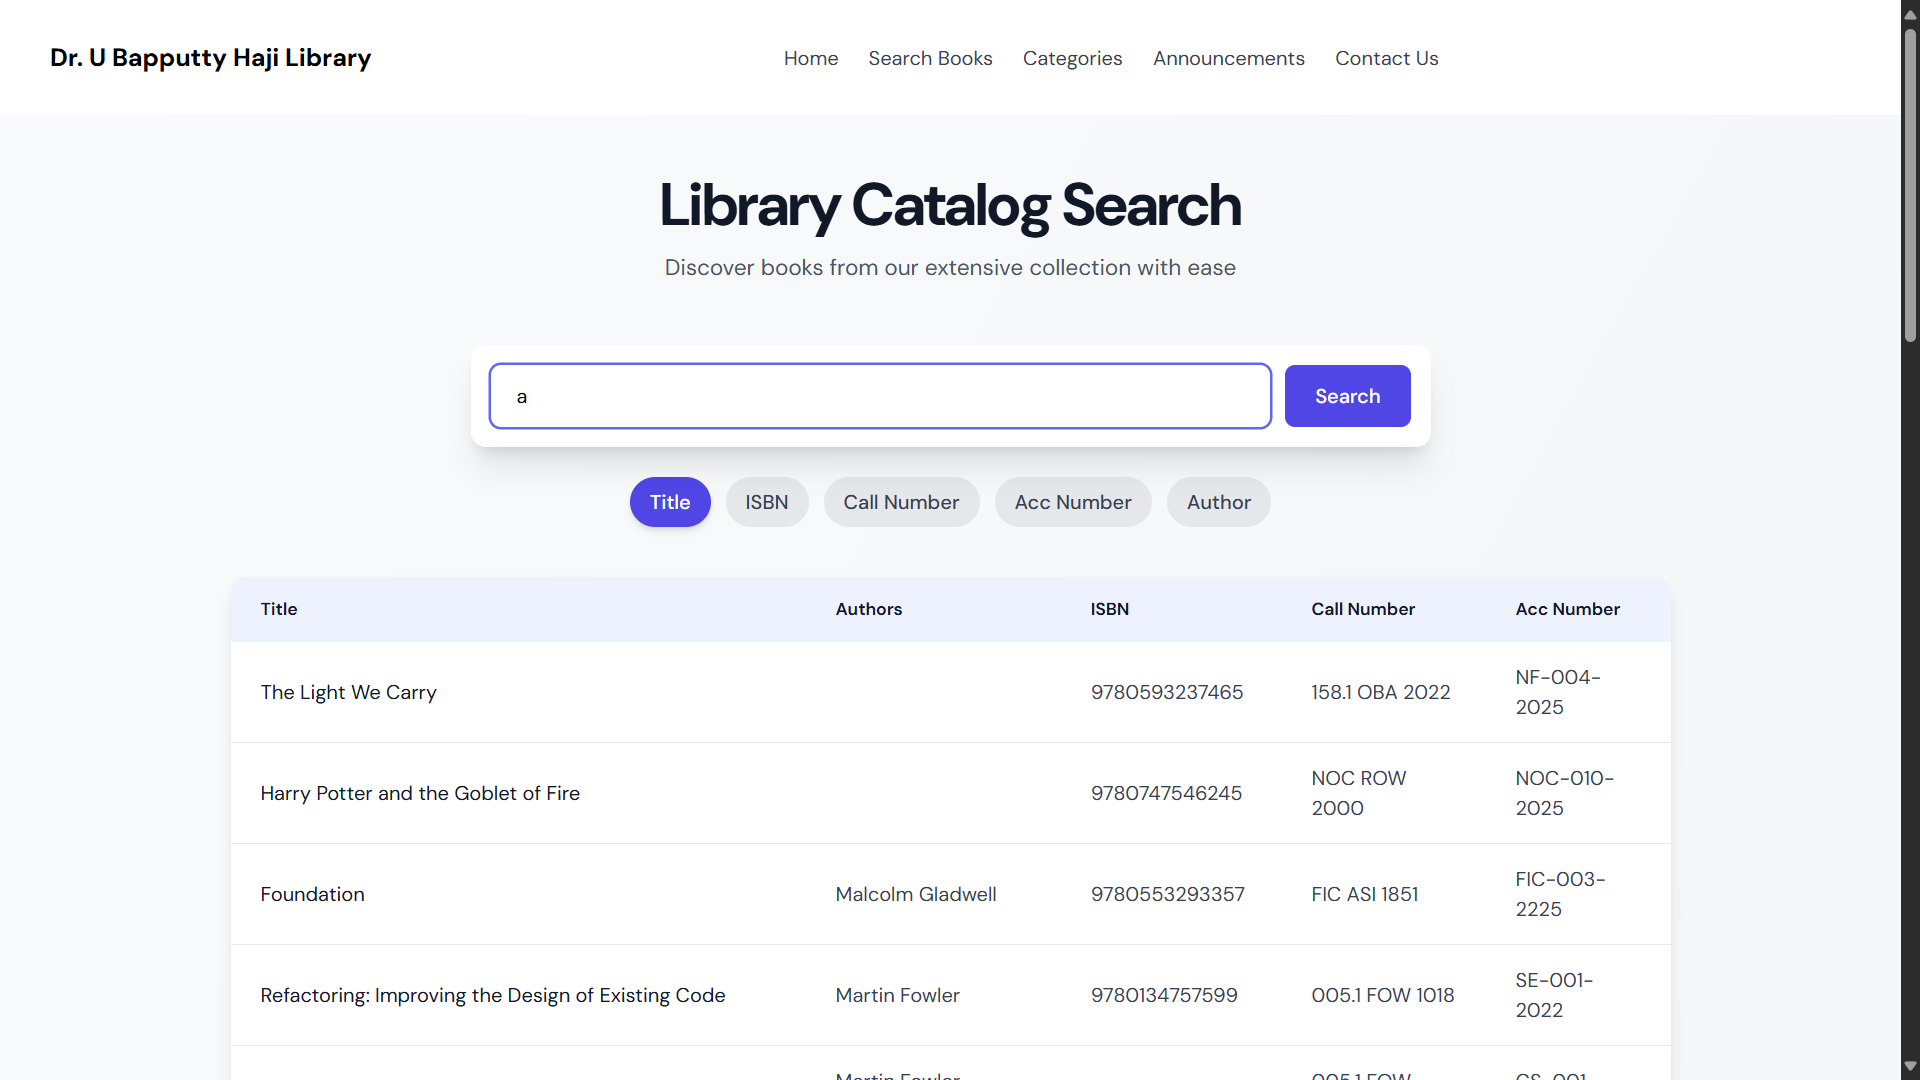 Dr. U Bapputty Haji Library
Home Search Books Categories Announcements Contact Us
Library Catalog Search
Discover books from our extensive collection with ease
a
Search
Title ISBN Call Number Acc Number Author
Title Authors ISBN Call Number Acc Number
The Light We Carry 9780593237465 158.1 OBA 2022 NF-004-
2025
Harry Potter and the Goblet of Fire 9780747546245 NOC ROW
2000 NOC-010-
2025
Foundation Malcolm Gladwell 9780553293357 FIC ASI 1851 FIC-003-
2225
Refactoring: Improving the Design of Existing Code Martin Fowler 9780134757599 005.1 FOW 1018 SE-001-
2022
Martin Fowler 005.1 FOW CS-001-